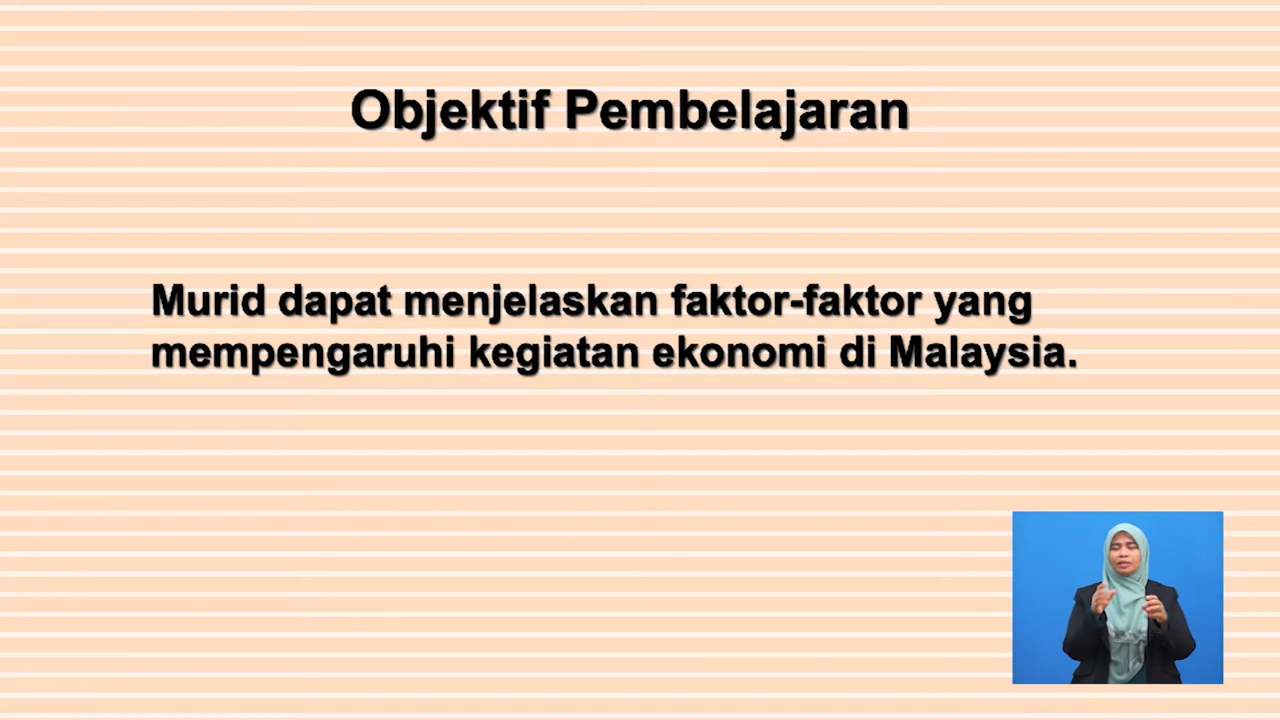 Objektif Pembelajaran
Murid dapat menjelaskan faktor-faktor yang
mempengaruhi kegiatan ekonomi di Malaysia.